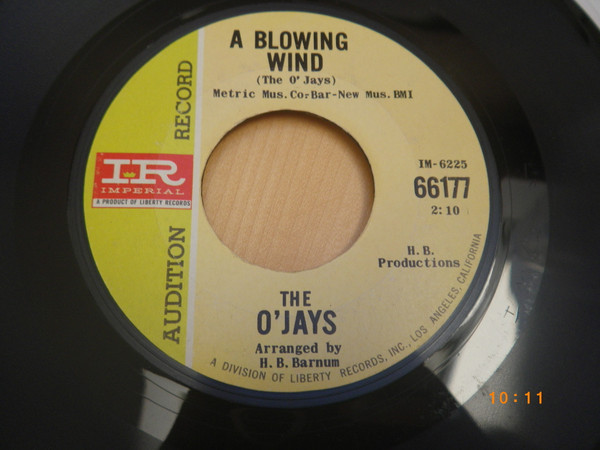 A BLOWING
WIND
(The O'Jays)
Metric Mus.Co-Bar-New Mus.BMI
AUDITION RECORD
IR
IMPERIAL
A PRODUCT OF LIBERTY RECORDS
IM-6225
66177
2:10
H.B.
Productions
THE
O'JAYS
Arranged by
H.B.Barnum
A DIVISION OF LIBERTY RECORDS, INC., LOS ANGELES, CALIFORNIA
10:11